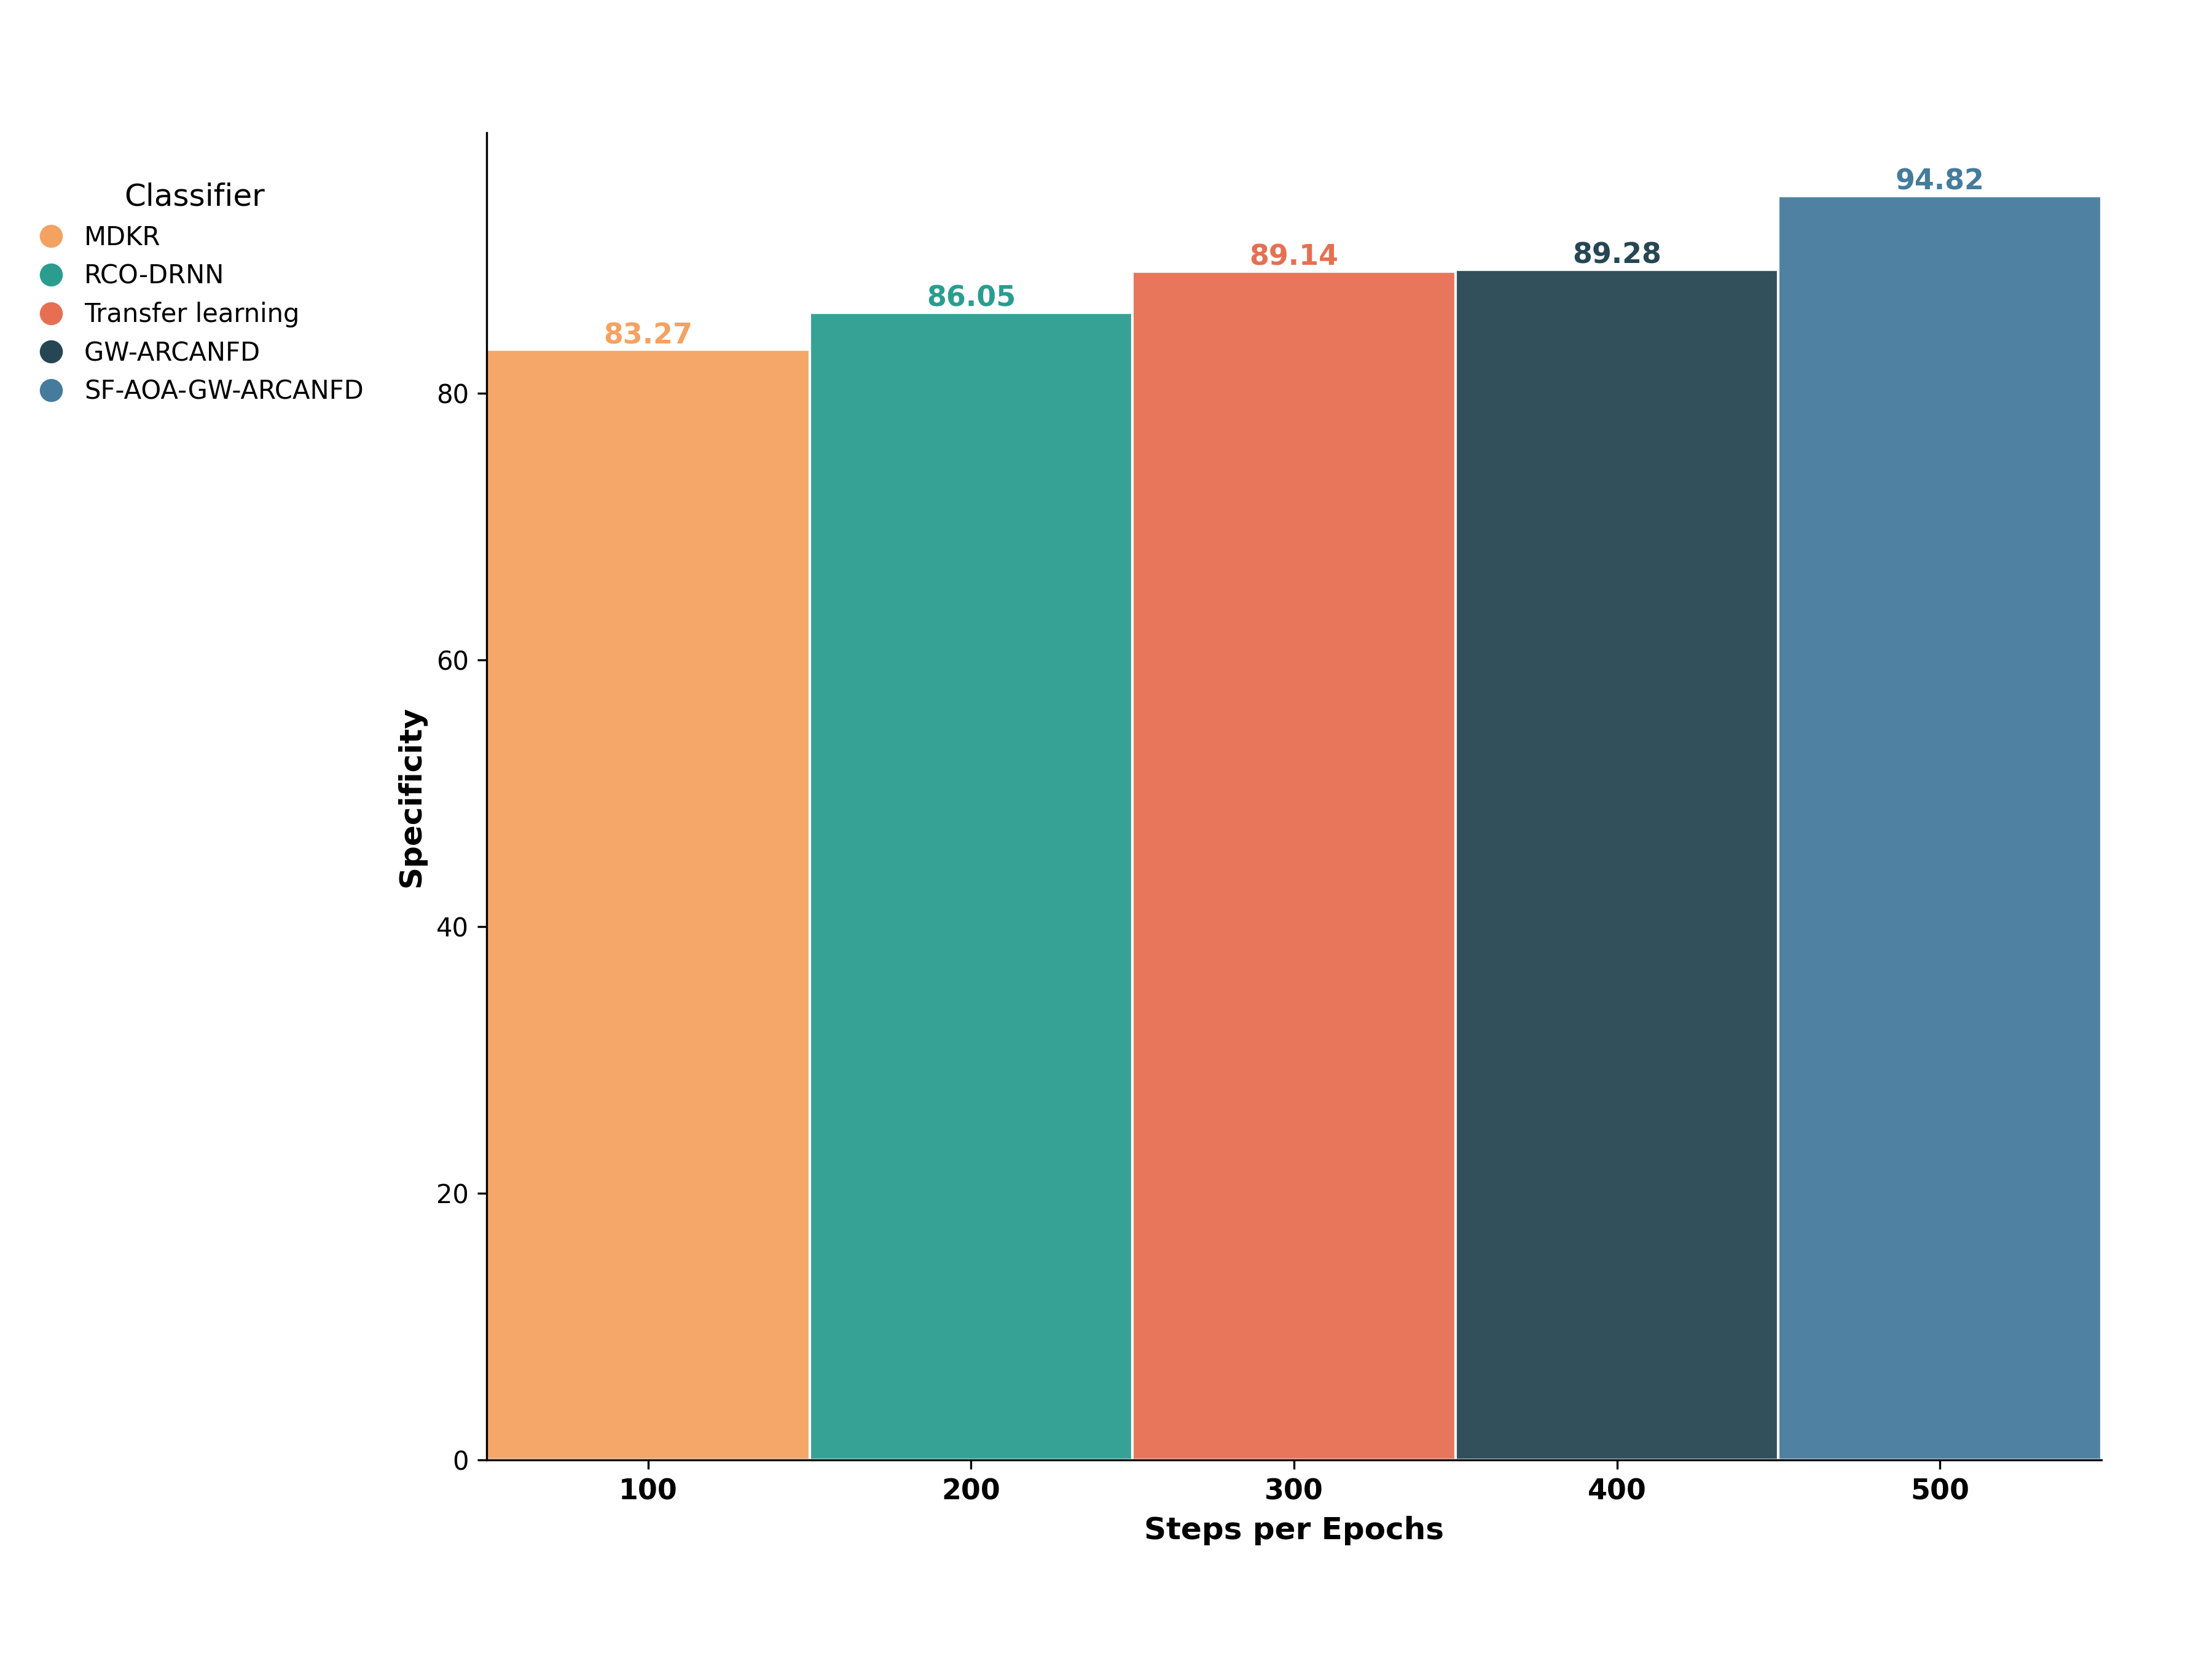 Classifier
MDKR
RCO-DRNN
Transfer learning
GW-ARCANFD
SF-AOA-GW-ARCANFD
Specificity
80
60
40
20
0
83.27
86.05
89.14
89.28
94.82
100 200 300 400 500
Steps per Epochs